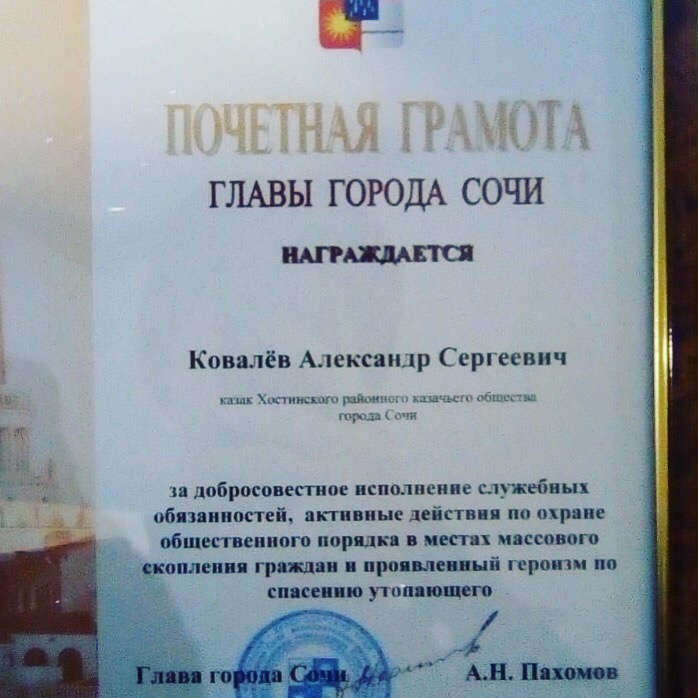 ПОЧЕТНАЯ ГРАМОТА
ГЛАВЫ ГОРОДА СОЧИ
НАГРАЖДАЕТСЯ
Ковалёв Александр Сергеевич
казак Хостинского районного казачьего общества
города Сочи
за добросовестное исполнение служебных
обязанностей, активные действия по охране
общественного порядка в местах массового
скопления граждан и проявленный героизм по
спасению утопающего
Глава города Сочи А.Н. Пахомов